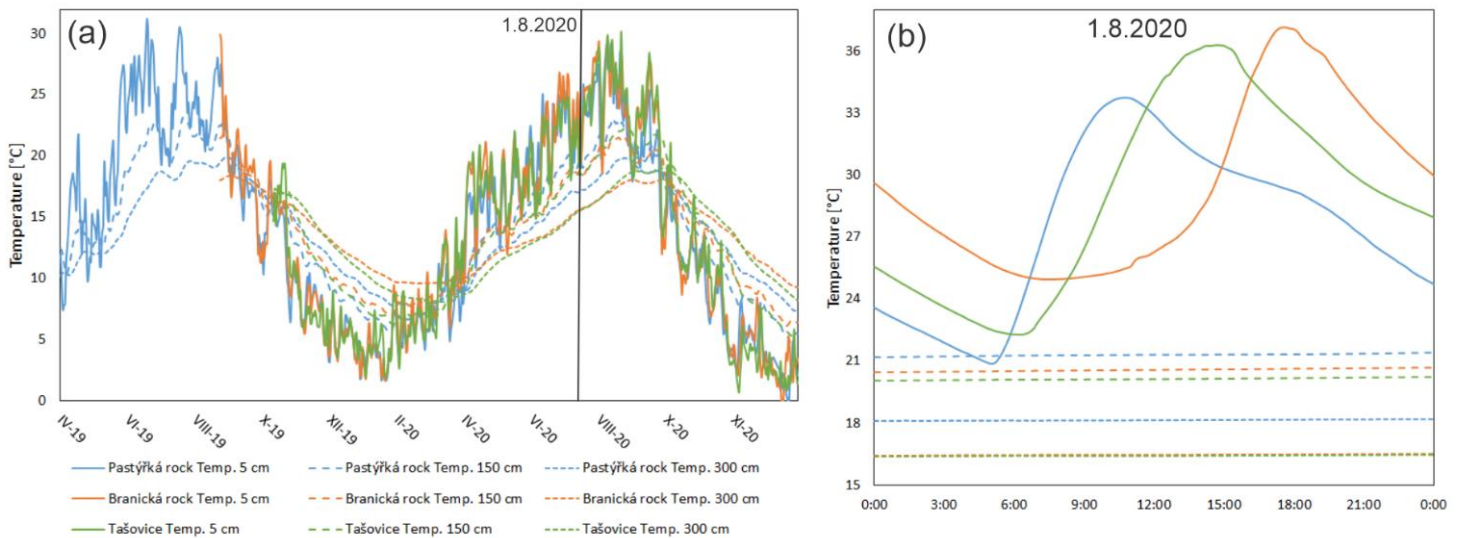 (a)
1.8.2020
Temperature [°C]
30
25
20
15
10
5
0
IV-19
VI-19
VIII-19
X-19
XII-19
II-20
IV-20
VI-20
VIII-20
X-20
XI-20
Pastýřká rock Temp. 5 cm
Pastýřká rock Temp. 150 cm
Pastýřká rock Temp. 300 cm
Branická rock Temp. 5 cm
Branická rock Temp. 150 cm
Branická rock Temp. 300 cm
Tašovice Temp. 5 cm
Tašovice Temp. 150 cm
Tašovice Temp. 300 cm
(b)
1.8.2020
Temperature [°C]
36
33
30
27
24
21
18
15
0:00
3:00
6:00
9:00
12:00
15:00
18:00
21:00
0:00